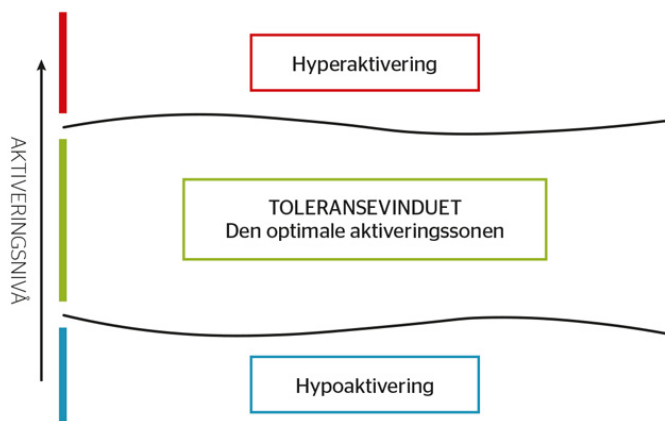 Hyperaktivering
AKTIVERINGSNIVÅ
TOLERANSEVINDUET
Den optimale aktiveringssonen
Hypoaktivering